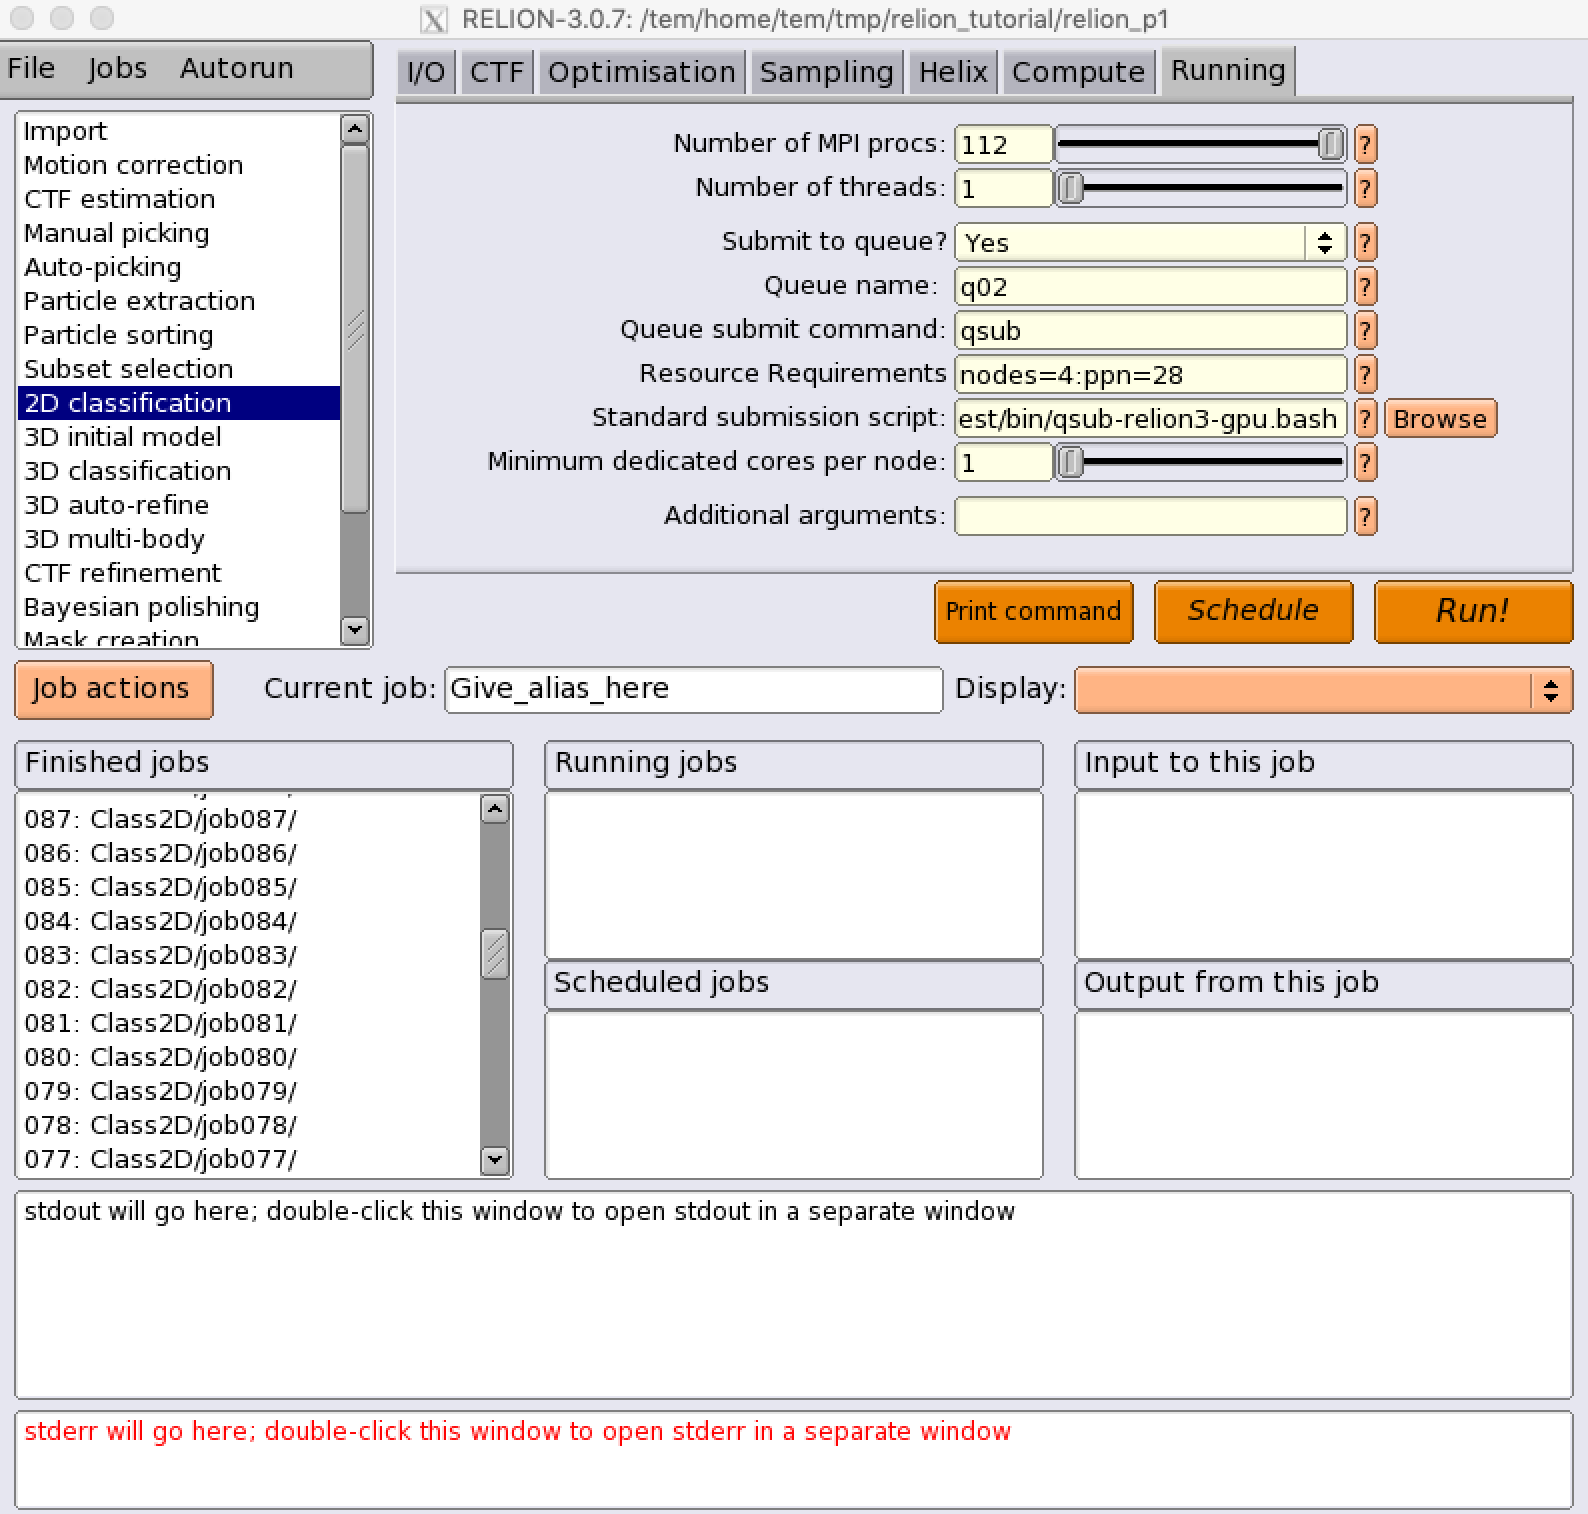 RELION-3.0.7: /tem/home/tem/tmp/relion_tutorial/relion_p1
File Jobs Autorun
I/O CTF Optimisation Sampling Helix Compute Running
Import
Motion correction
CTF estimation
Manual picking
Auto-picking
Particle extraction
Particle sorting
Subset selection
2D classification
3D initial model
3D classification
3D auto-refine
3D multi-body
CTF refinement
Bayesian polishing
Mask creation
Number of MPI procs: 112 ?
Number of threads: 1 ?
Submit to queue? Yes ?
Queue name: q02 ?
Queue submit command: qsub ?
Resource Requirements nodes=4:ppn=28 ?
Standard submission script: est/bin/qsub-relion3-gpu.bash ? Browse
Minimum dedicated cores per node: 1 ?
Additional arguments: ?
Print command Schedule Run!
Job actions Current job: Give_alias_here Display:
Finished jobs
087: Class2D/job087/
086: Class2D/job086/
085: Class2D/job085/
084: Class2D/job084/
083: Class2D/job083/
082: Class2D/job082/
081: Class2D/job081/
080: Class2D/job080/
079: Class2D/job079/
078: Class2D/job078/
077: Class2D/job077/
Running jobs
Scheduled jobs
Input to this job
Output from this job
stdout will go here; double-click this window to open stdout in a separate window
stderr will go here; double-click this window to open stderr in a separate window